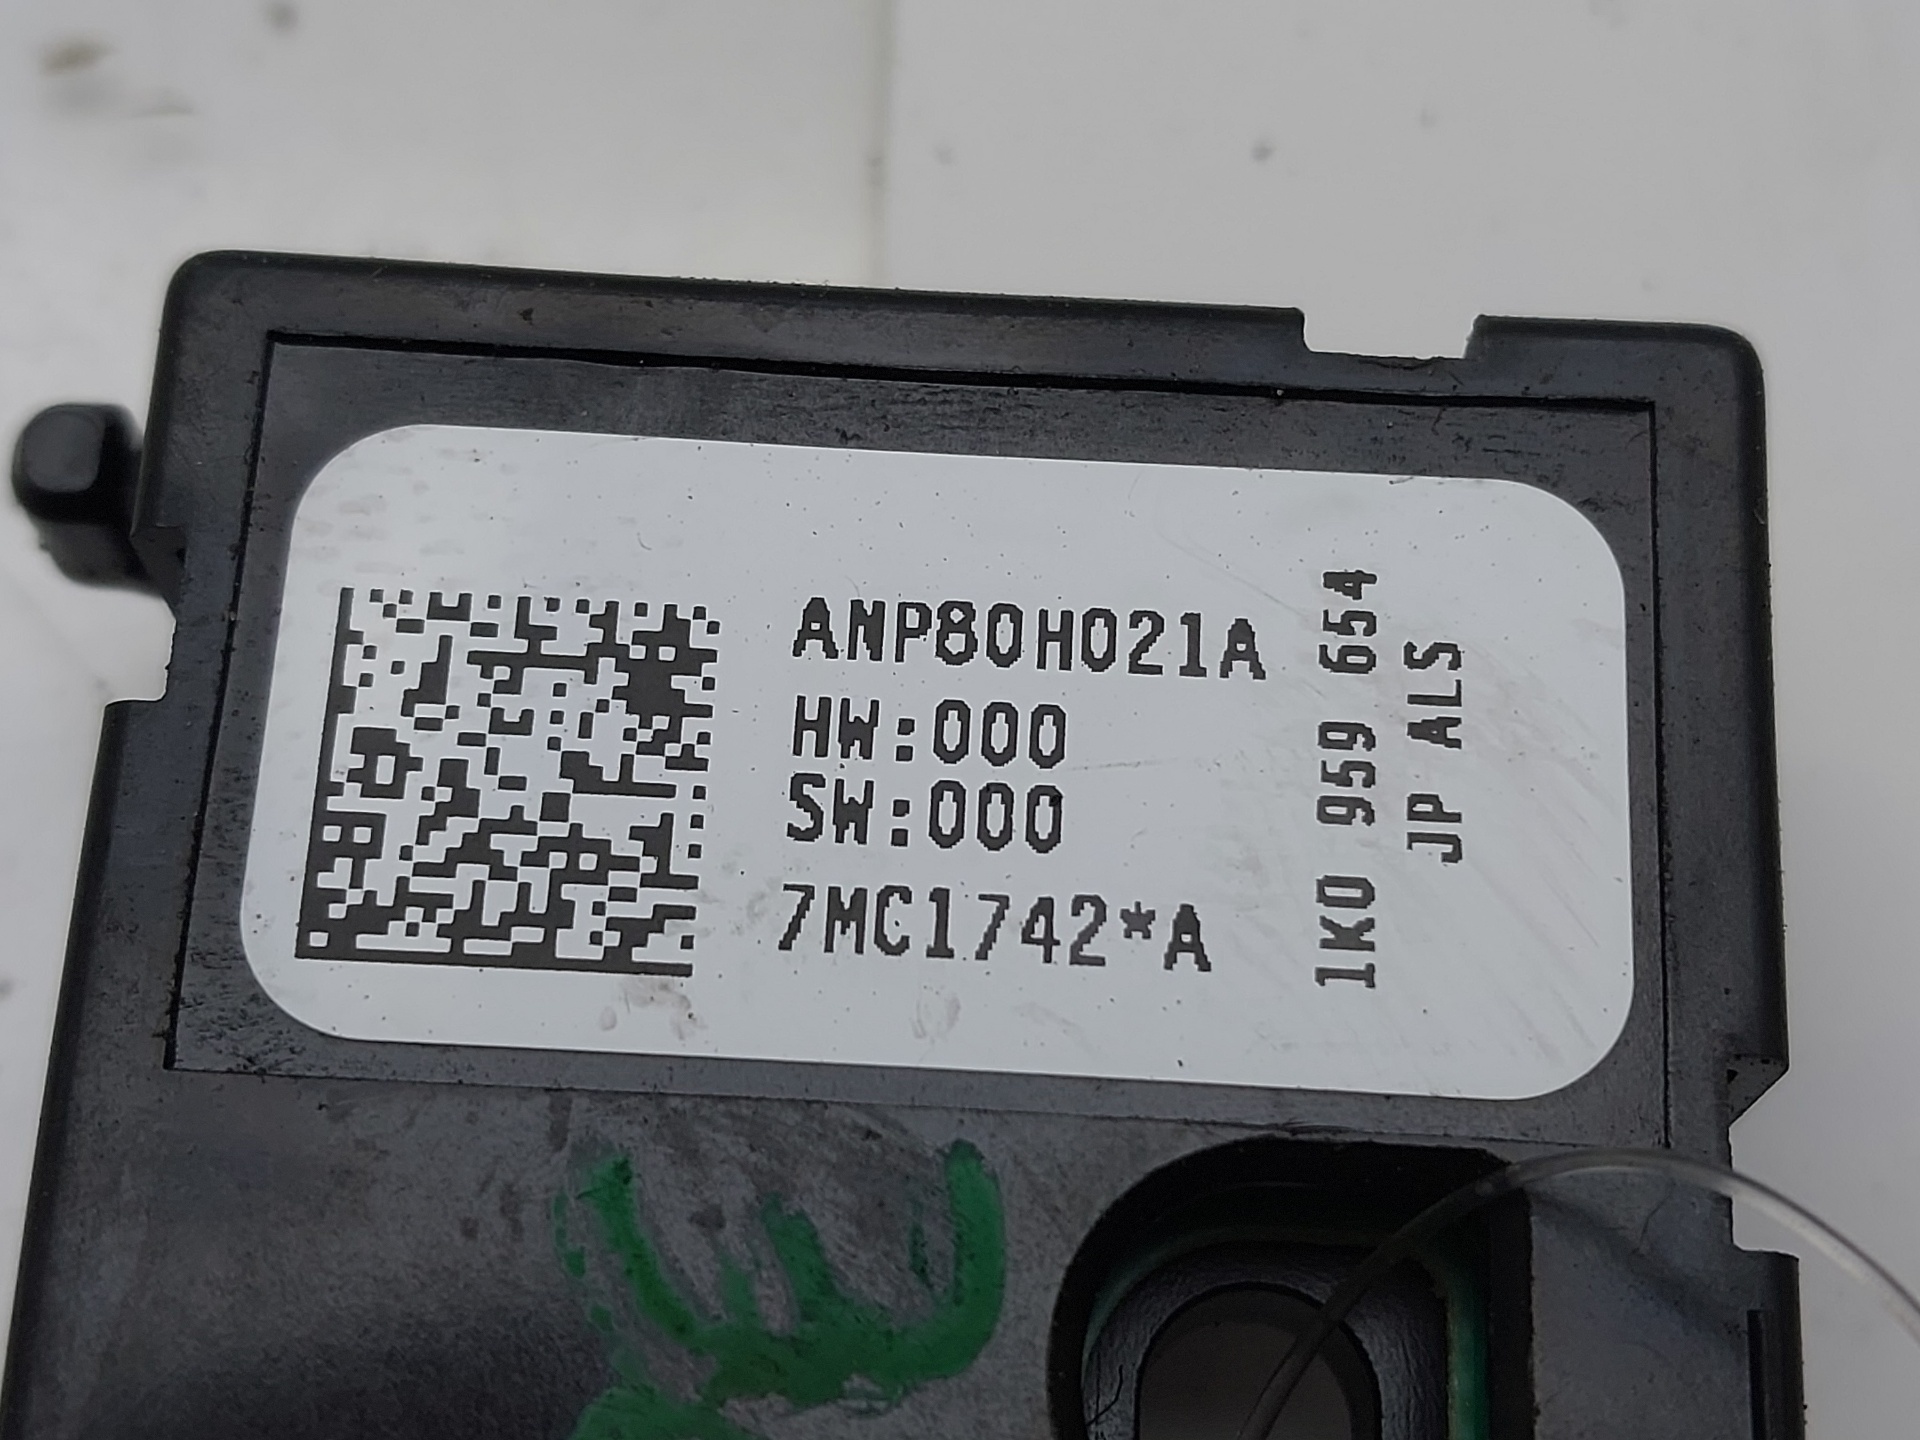 ANP80H021A
HW:000
SW:000
7MC1742*A
1K0 959 654
JP ALS